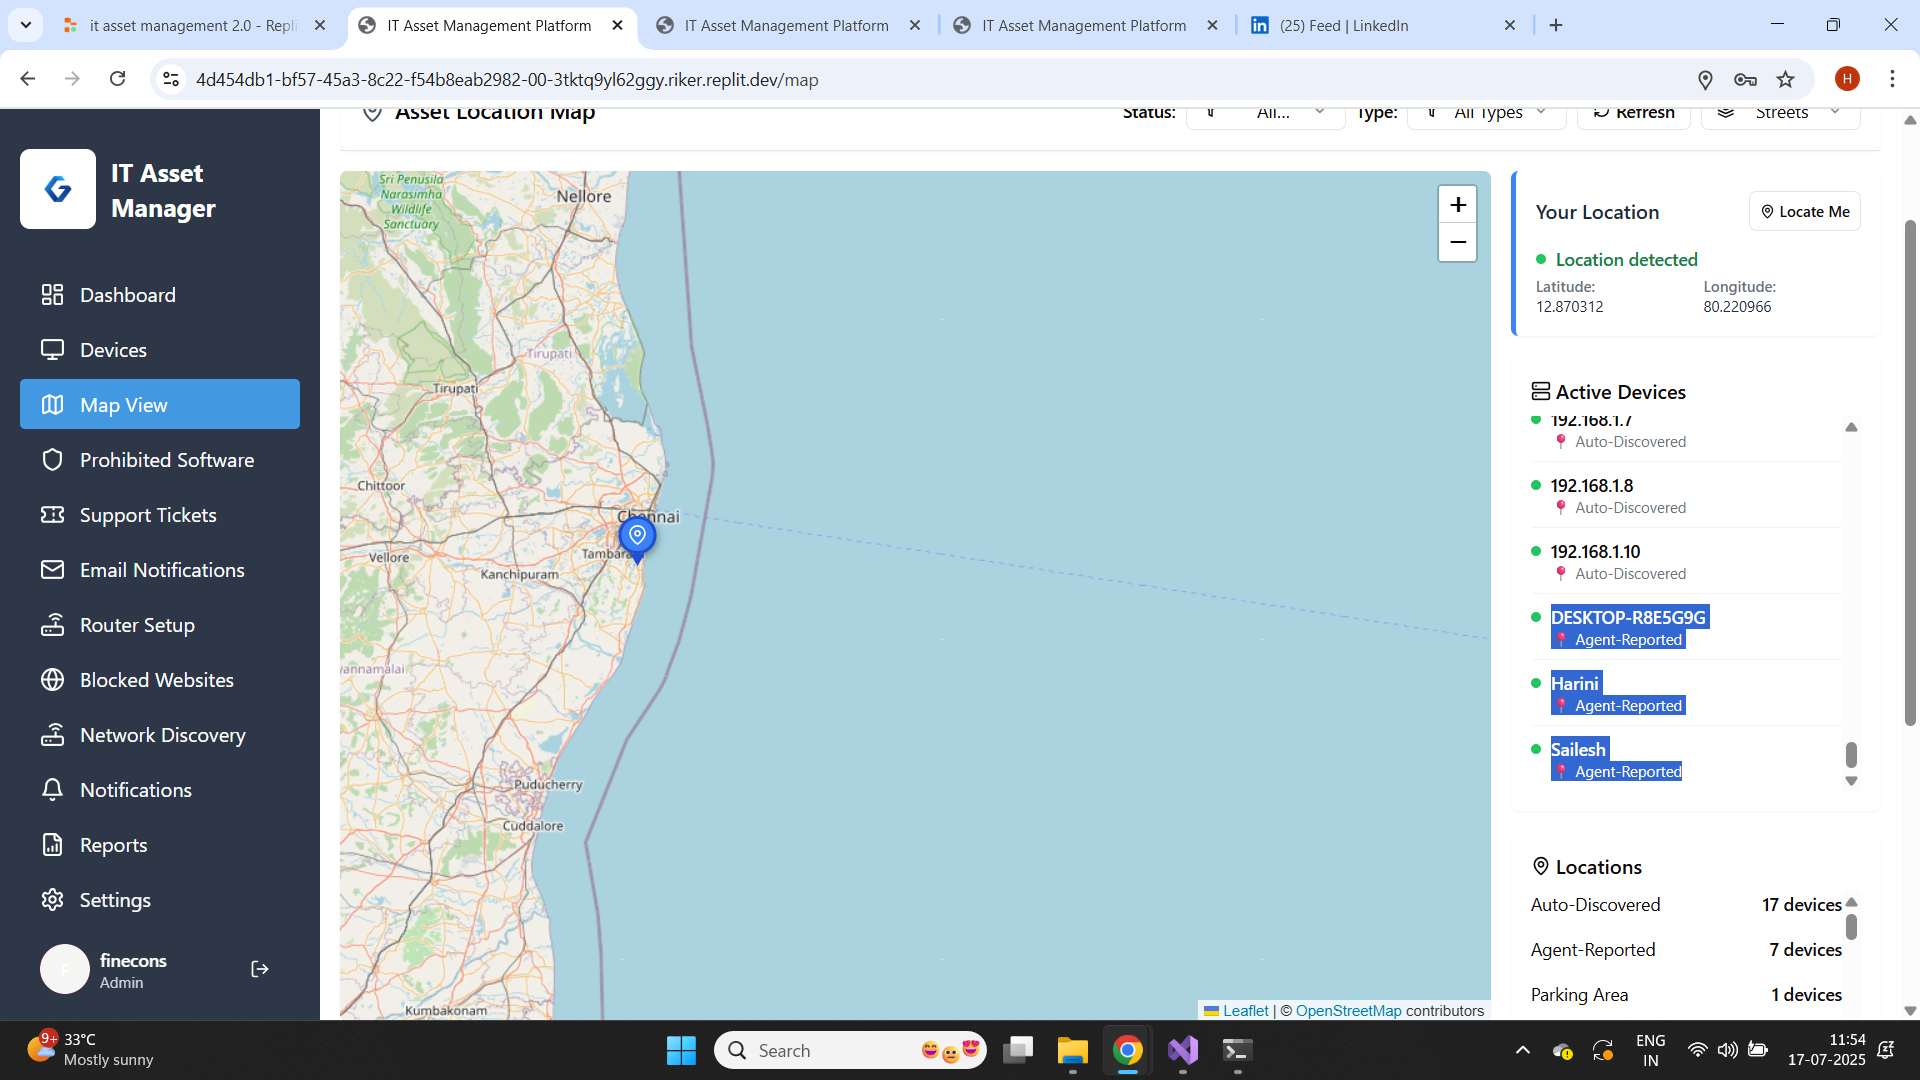 it asset management 2.0 - Repli
IT Asset Management Platform
IT Asset Management Platform
IT Asset Management Platform
(25) Feed | LinkedIn
4d454db1-bf57-45a3-8c22-f54b8eab2982-00-3tktq9yl62ggy.riker.replit.dev/map
H
IT Asset
Manager
Dashboard
Devices
Map View
Prohibited Software
Support Tickets
Email Notifications
Router Setup
Blocked Websites
Network Discovery
Notifications
Reports
Settings
F
finecons
Admin
Asset Location Map
Status:
All...
Type:
All Types
Refresh
Streets
Sri Penusila
Narasimha
Wildlife
Sanctuary
Nellore
Tirupati
Tirupati
Chittoor
Chennai
Tambaram
Vellore
Kanchipuram
vannamalai
Puducherry
Cuddalore
Kumbakonam
+
−
Leaflet | © OpenStreetMap contributors
Your Location
Locate Me
Location detected
Latitude:
12.870312
Longitude:
80.220966
Active Devices
192.168.1.7
Auto-Discovered
192.168.1.8
Auto-Discovered
192.168.1.10
Auto-Discovered
DESKTOP-R8E5G9G
Agent-Reported
Harini
Agent-Reported
Sailesh
Agent-Reported
Locations
Auto-Discovered 17 devices
Agent-Reported 7 devices
Parking Area 1 devices
9+
33°C
Mostly sunny
Search
ENG
IN
11:54
17-07-2025